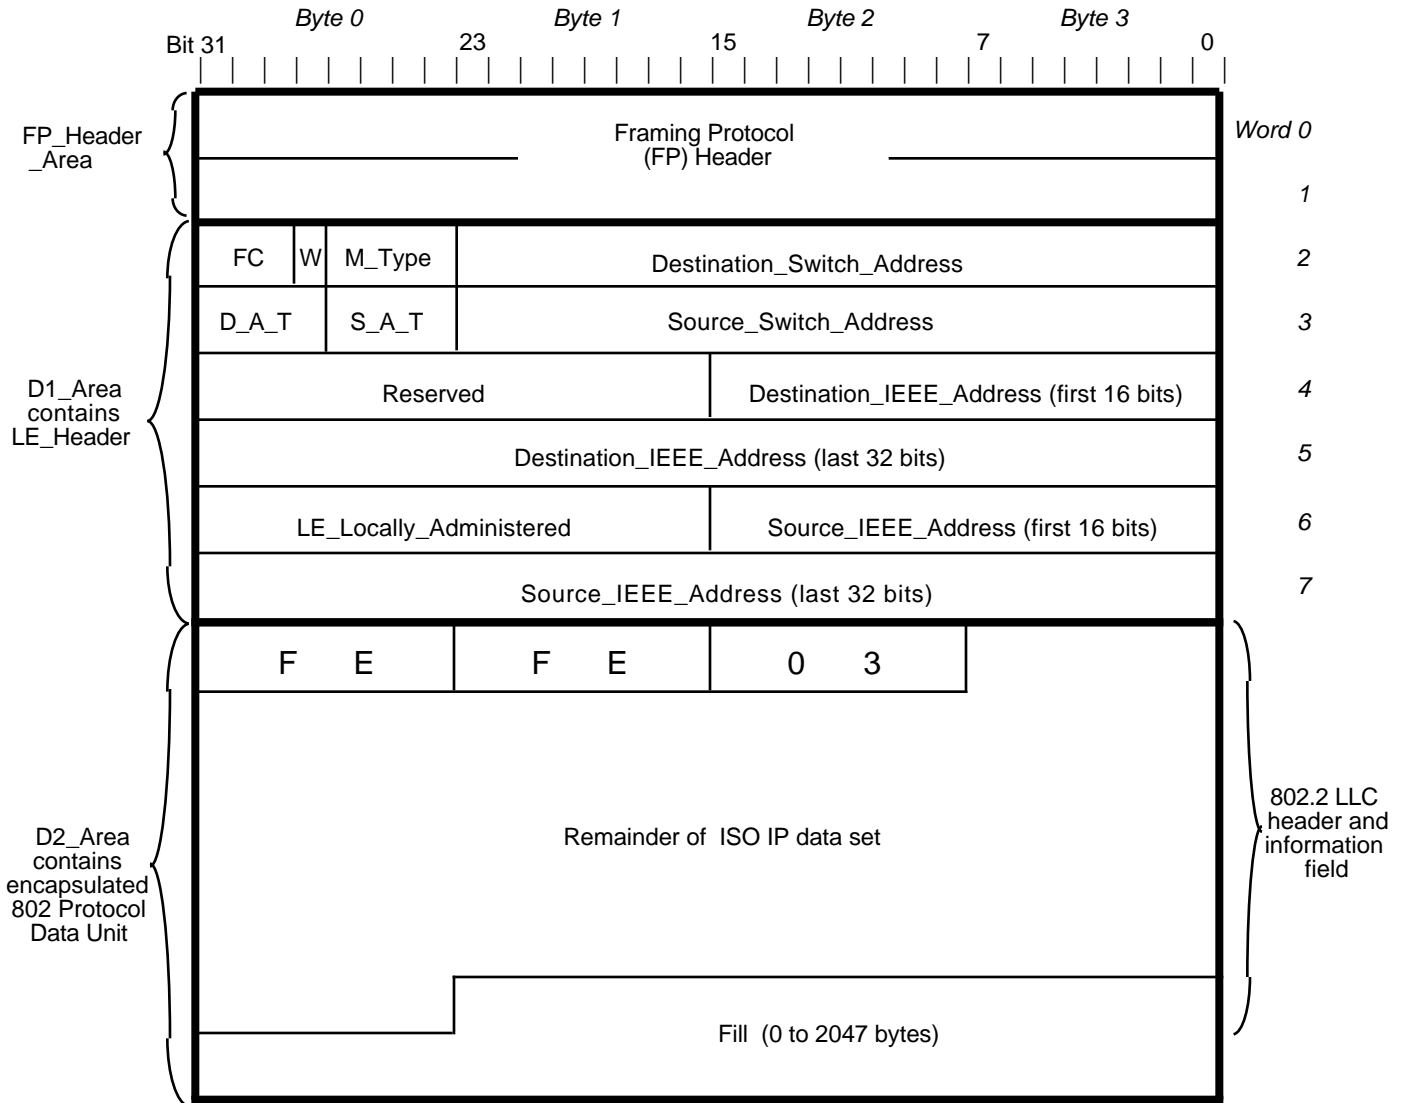 Byte 0 Byte 1 Byte 2 Byte 3
Bit 31 23 15 7 0
FP_Header
_Area
Framing Protocol
(FP) Header
Word 0
1
FC W M_Type Destination_Switch_Address 2
D_A_T S_A_T Source_Switch_Address 3
D1_Area
contains
LE_Header
Reserved Destination_IEEE_Address (first 16 bits) 4
Destination_IEEE_Address (last 32 bits) 5
LE_Locally_Administered Source_IEEE_Address (first 16 bits) 6
Source_IEEE_Address (last 32 bits) 7
F E F E 0 3
D2_Area
contains
encapsulated
802 Protocol
Data Unit
Remainder of ISO IP data set
802.2 LLC
header and
information
field
Fill (0 to 2047 bytes)